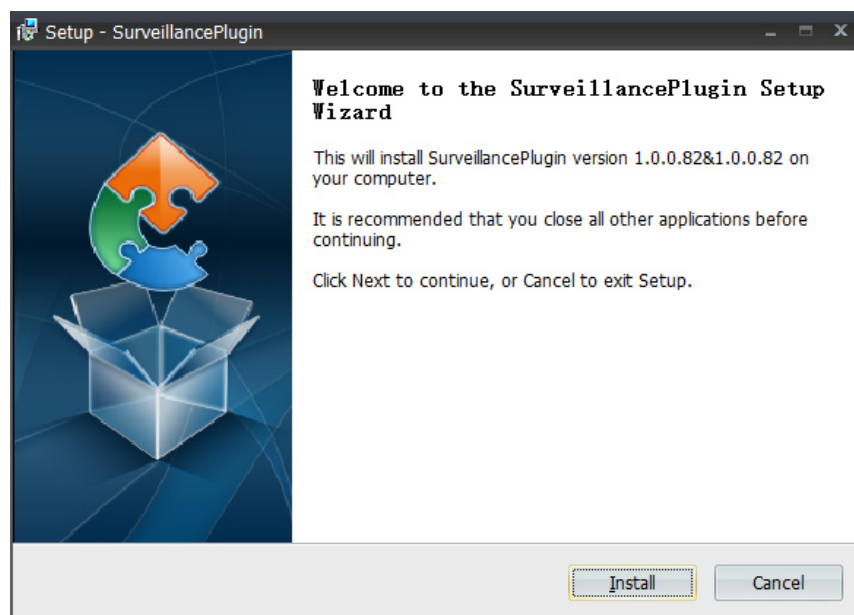 Setup - SurveillancePlugin
Welcome to the SurveillancePlugin Setup
Wizard
This will install SurveillancePlugin version 1.0.0.82&1.0.0.82 on
your computer.
It is recommended that you close all other applications before
continuing.
Click Next to continue, or Cancel to exit Setup.
Install
Cancel